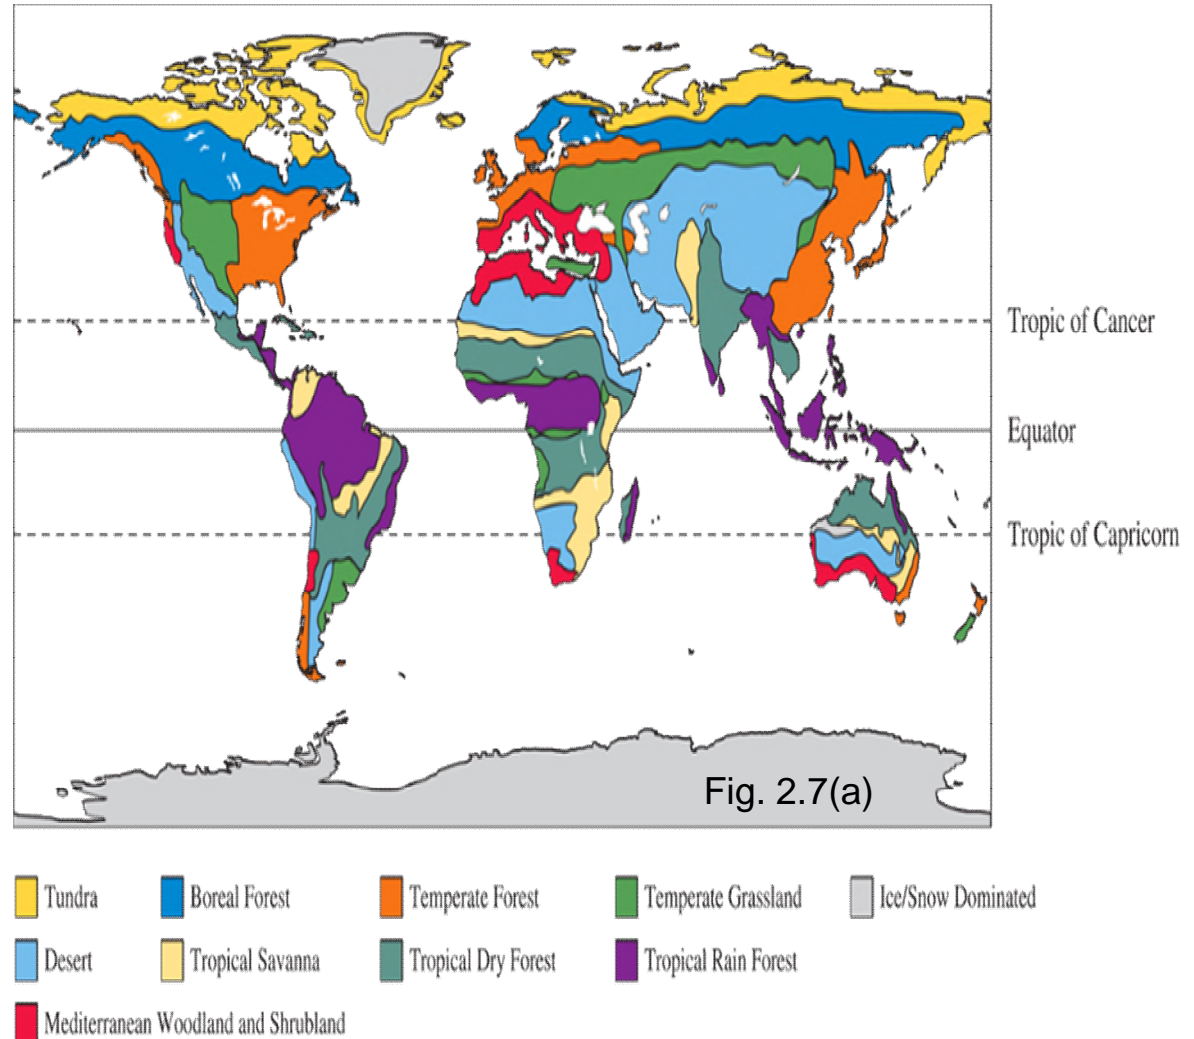 Tropic of Cancer
Equator
Tropic of Capricorn
Fig. 2.7(a)
Tundra
Boreal Forest
Temperate Forest
Temperate Grassland
Ice/Snow Dominated
Desert
Tropical Savanna
Tropical Dry Forest
Tropical Rain Forest
Mediterranean Woodland and Shrubland